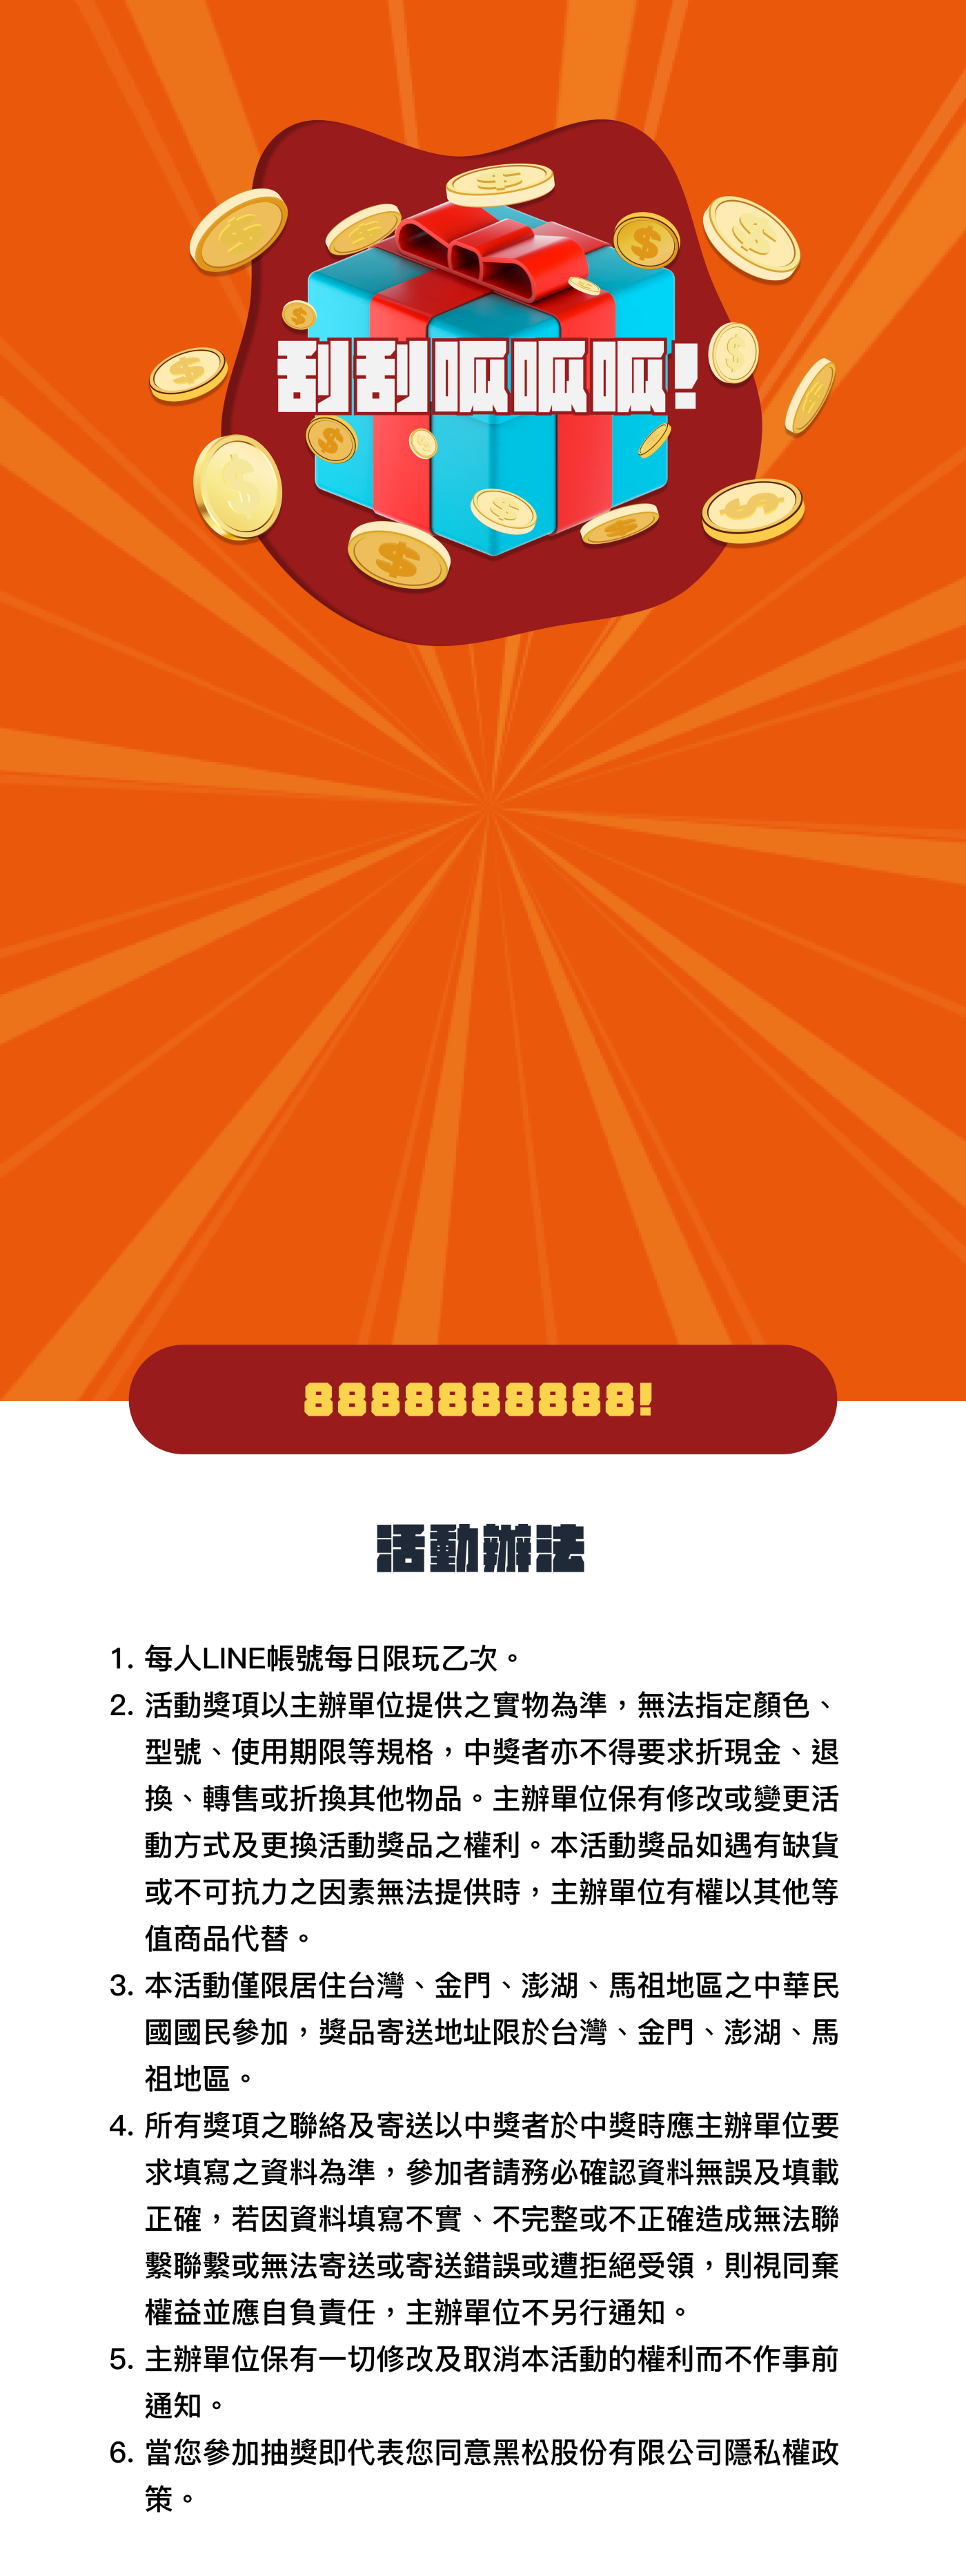 刮刮呱呱呱!
8888888888!
活動辦法
1. 每人LINE帳號每日限玩乙次。
2. 活動獎項以主辦單位提供之實物為準，無法指定顏色、
型號、使用期限等規格，中獎者亦不得要求折現金、退
換、轉售或折換其他物品。主辦單位保有修改或變更活
動方式及更換活動獎品之權利。本活動獎品如遇有缺貨
或不可抗力之因素無法提供時，主辦單位有權以其他等
值商品代替。
3. 本活動僅限居住台灣、金門、澎湖、馬祖地區之中華民
國國民參加，獎品寄送地址限於台灣、金門、澎湖、馬
祖地區。
4. 所有獎項之聯絡及寄送以中獎者於中獎時應主辦單位要
求填寫之資料為準，參加者請務必確認資料無誤及填載
正確，若因資料填寫不實、不完整或不正確造成無法聯
繫聯繫或無法寄送或寄送錯誤或遭拒絕受領，則視同棄
權益並應自負責任，主辦單位不另行通知。
5. 主辦單位保有一切修改及取消本活動的權利而不作事前
通知。
6. 當您參加抽獎即代表您同意黑松股份有限公司隱私權政
策。